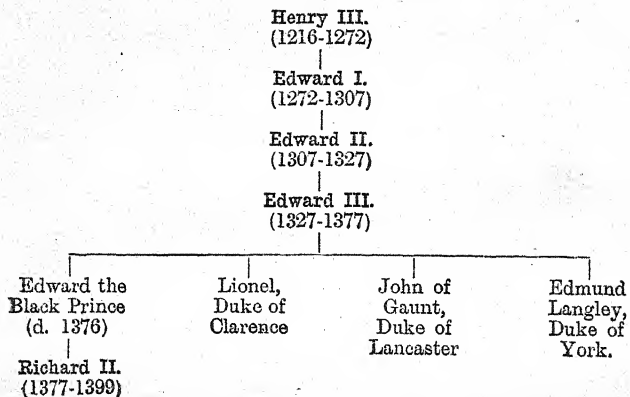 Henry III.
(1216-1272)
Edward I.
(1272-1307)
Edward II.
(1307-1327)
Edward III.
(1327-1377)
Edward the
Black Prince
(d. 1376)
Lionel,
Duke of
Clarence
John of
Gaunt,
Duke of
Lancaster
Edmund
Langley,
Duke of
York.
Richard II.
(1377-1399)